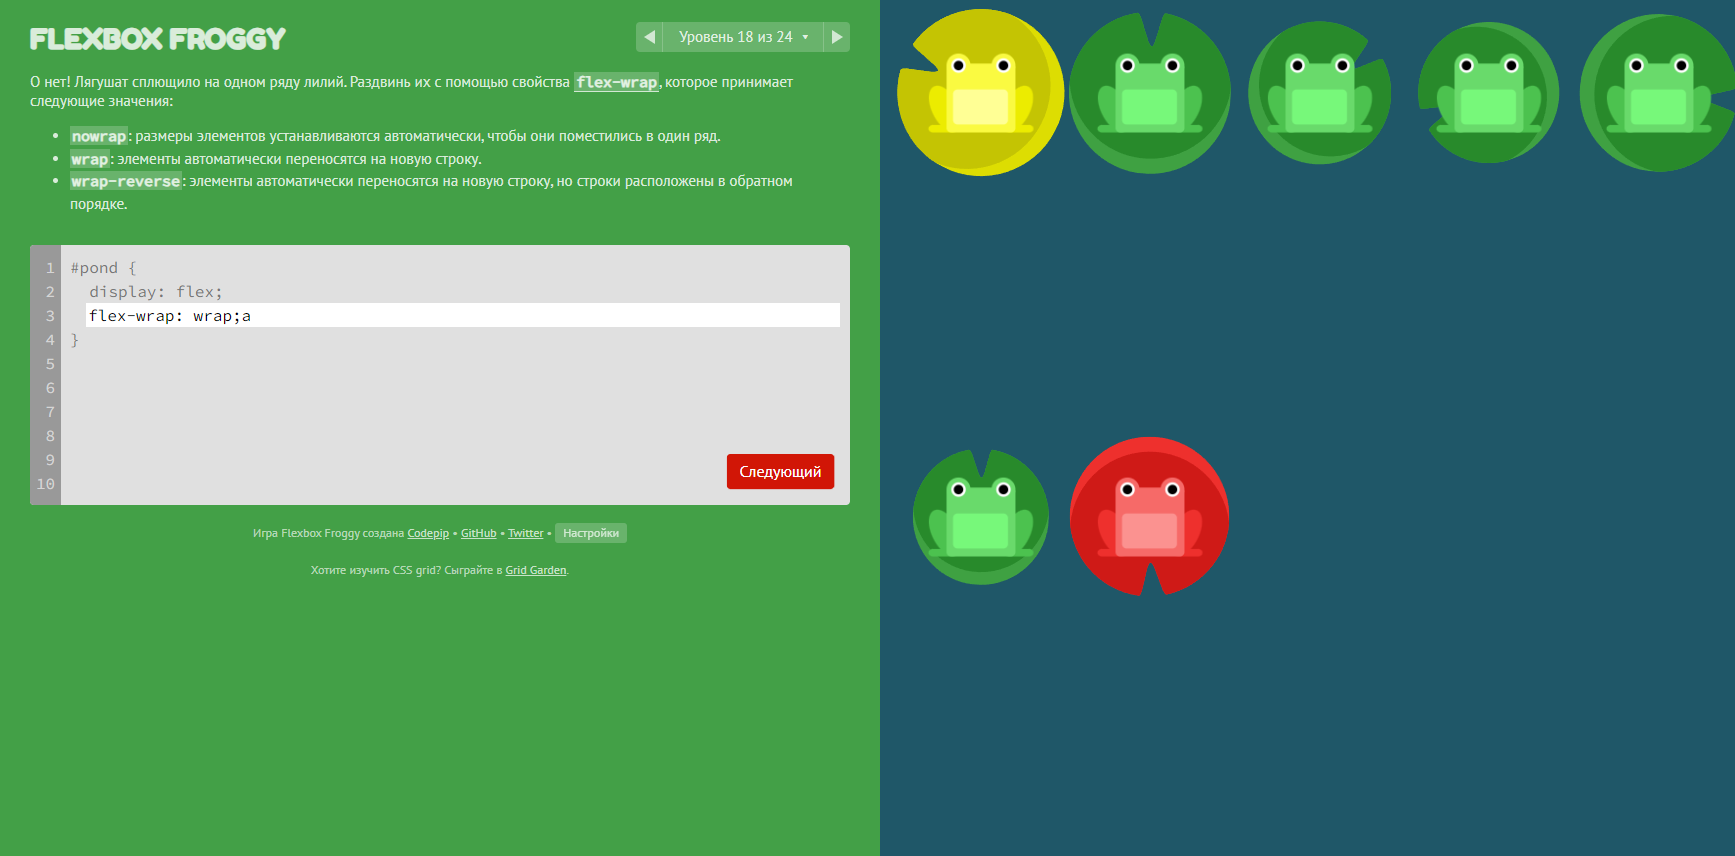 FLEXBOX FROGGY
Уровень 18 из 24
О нет! Лягушат сплющило на одном ряду лилий. Раздвинь их с помощью свойства flex-wrap, которое принимает
следующие значения:
• nowrap: размеры элементов устанавливаются автоматически, чтобы они поместились в один ряд.
• wrap: элементы автоматически переносятся на новую строку.
• wrap-reverse: элементы автоматически переносятся на новую строку, но строки расположены в обратном
порядке.
1 #pond {
2 display: flex;
3 flex-wrap: wrap;a
4 }
5
6
7
8
9
10
Следующий
Игра Flexbox Froggy создана Codepip • GitHub • Twitter • Настройки
Хотите изучить CSS grid? Сыграйте в Grid Garden.